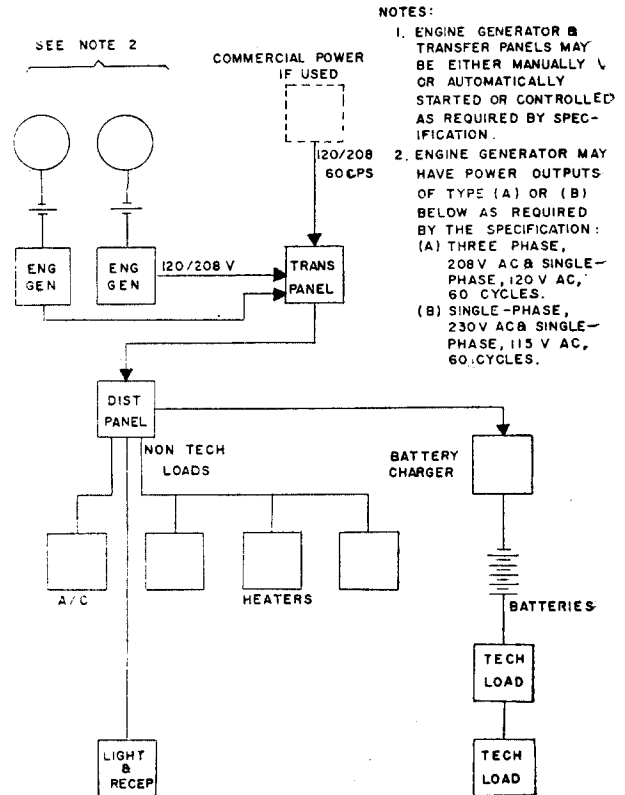 NOTES:
SEE NOTE 2
COMMERCIAL POWER
IF USED
1. ENGINE GENERATOR &
TRANSFER PANELS MAY
BE EITHER MANUALLY
OR AUTOMATICALLY
STARTED OR CONTROLLED
AS REQUIRED BY SPEC-
IFICATION.
2. ENGINE GENERATOR MAY
HAVE POWER OUTPUTS
OF TYPE (A) OR (B)
BELOW AS REQUIRED
BY THE SPECIFICATION:
(A) THREE PHASE,
208V AC & SINGLE-
PHASE, 120V AC,
60 CYCLES.
(B) SINGLE-PHASE,
230V AC & SINGLE-
PHASE, 115 V AC,
60 CYCLES.
120/208
60 CPS
ENG
GEN
ENG
GEN
120/208 V
TRANS
PANEL
DIST
PANEL
NON TECH
LOADS
BATTERY
CHARGER
A/C
HEATERS
BATTERIES
TECH
LOAD
LIGHT
&
RECEP
TECH
LOAD